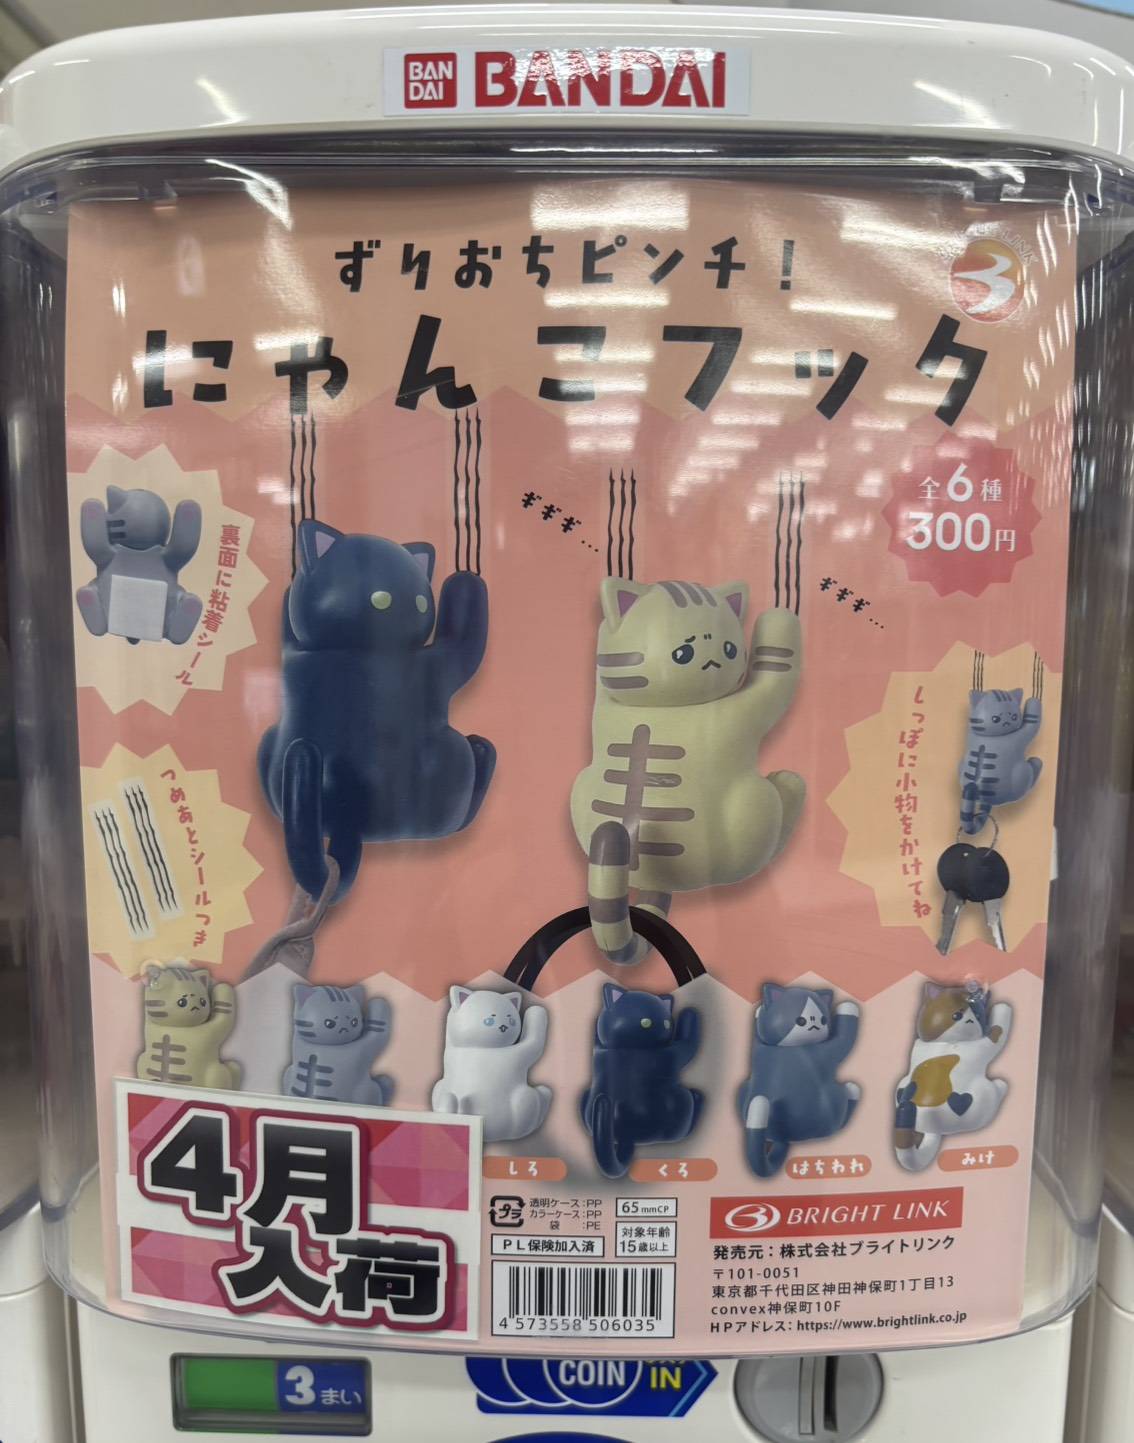 BAN
DAI
BANDAI
ずりおちピンチ！
にゃんこフック
全6種
300円
ギギギ…
ギギギ…
裏面に粘着シール
つめあとシールつき
しっぽに小物をかけてね
しろ
くろ
はちわれ
みけ
4月
入荷
プラ
透明ケース：PP
カラーケース：PP
袋 ：PE
65mmCP
PL保険加入済
対象年齢
15歳以上
4 573558 506035
BRIGHT LINK
発売元：株式会社ブライトリンク
〒101-0051
東京都千代田区神田神保町1丁目13
convex神保町10F
HPアドレス：https://www.brightlink.co.jp
3まい
COIN
IN